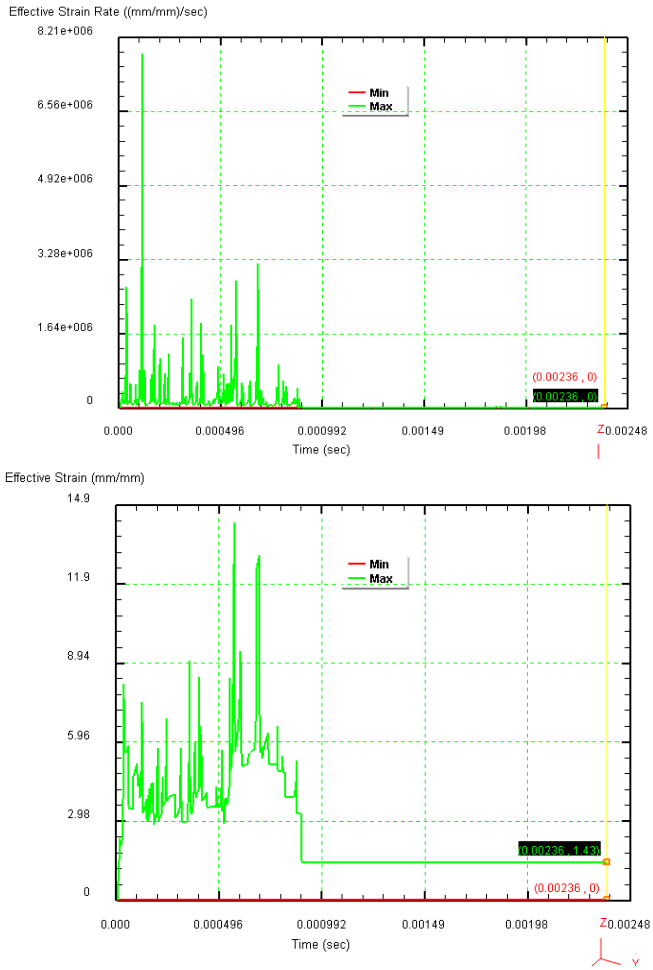 Effective Strain Rate ((mm/mm)/sec)
8.21e+006
Min
Max
6.56e+006
4.92e+006
3.28e+006
1.64e+006
(0.00236 , 0)
(0.00236 , 0)
0
0.000 0.000496 0.000992 0.00149 0.00198 0.00248
Z
Time (sec)
Effective Strain (mm/mm)
14.9
Min
Max
11.9
8.94
5.96
2.98
(0.00236 , 1.43)
(0.00236 , 0)
0
0.000 0.000496 0.000992 0.00149 0.00198 0.00248
Z
Time (sec)
Y